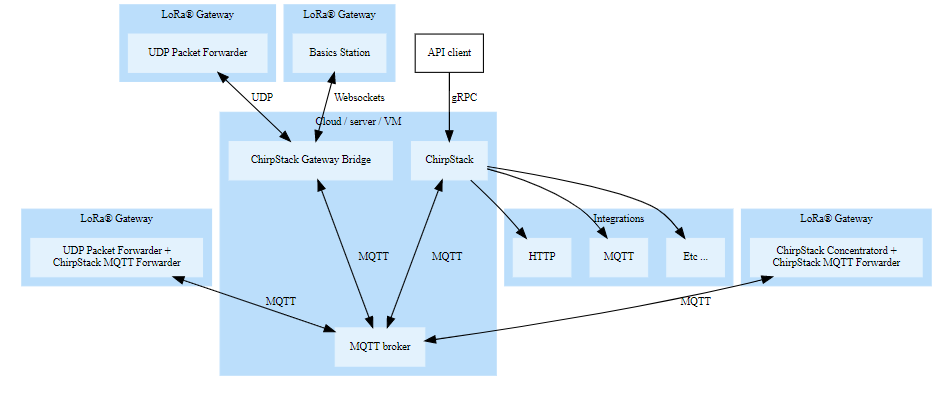 LoRa® Gateway
LoRa® Gateway
UDP Packet Forwarder
Basics Station
API client
UDP
Websockets
gRPC
Cloud / server / VM
ChirpStack Gateway Bridge
ChirpStack
LoRa® Gateway
Integrations
LoRa® Gateway
UDP Packet Forwarder +
ChirpStack MQTT Forwarder
MQTT
MQTT
HTTP
MQTT
Etc ...
ChirpStack Concentratord +
ChirpStack MQTT Forwarder
MQTT
MQTT
MQTT broker